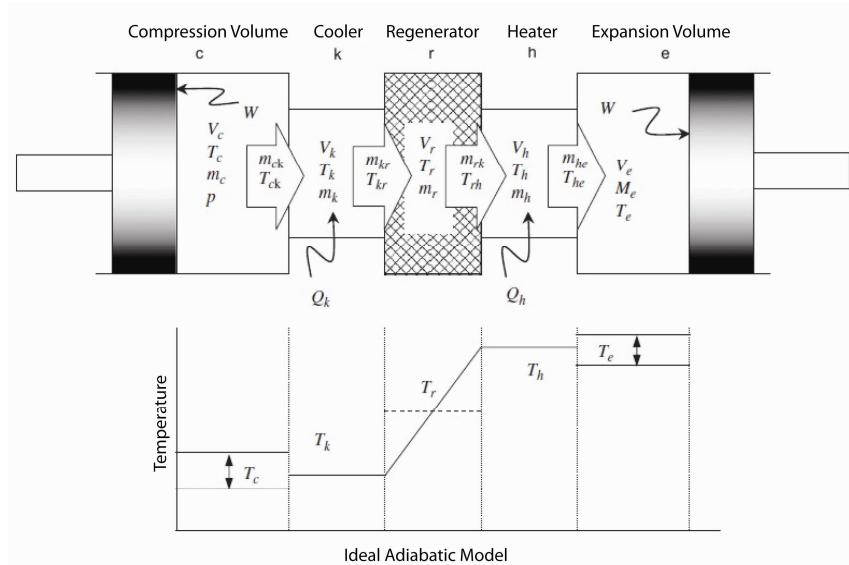 Compression Volume Cooler Regenerator Heater Expansion Volume
c k r h e
W W
V_c
T_c
m_c
p
m_ck
T_ck
V_k
T_k
m_k
m_kr
T_kr
V_r
T_r
m_r
m_rk
T_rh
V_h
T_h
m_h
m_he
T_he
V_e
M_e
T_e
Q_k Q_h
Temperature
T_c
T_k
T_r
T_h
T_e
Ideal Adiabatic Model